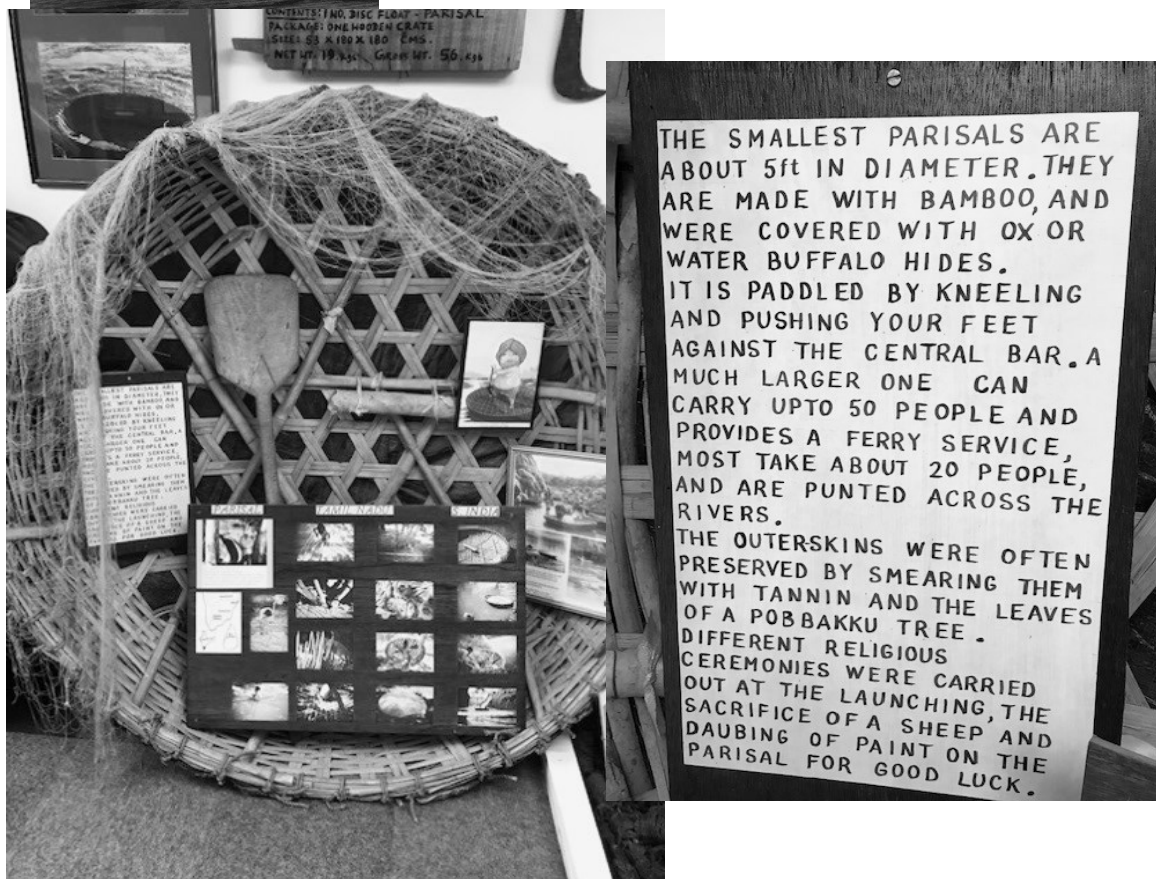 CONTENTS: 1 NO. DISC FLOAT - PARISAL
PACKAGE: ONE WOODEN CRATE
SIZE: 53 X 180 X 180 CMS.
NET WT. 19.kgs GROSS WT. 56.kgs
PARISAL TAMIL NADU S. INDIA
THE SMALLEST PARISALS ARE
ABOUT 5ft IN DIAMETER. THEY
ARE MADE WITH BAMBOO, AND
WERE COVERED WITH OX OR
WATER BUFFALO HIDES.
IT IS PADDLED BY KNEELING
AND PUSHING YOUR FEET
AGAINST THE CENTRAL BAR. A
MUCH LARGER ONE CAN
CARRY UPTO 50 PEOPLE AND
PROVIDES A FERRY SERVICE,
MOST TAKE ABOUT 20 PEOPLE,
AND ARE PUNTED ACROSS THE
RIVERS.
THE OUTERSKINS WERE OFTEN
PRESERVED BY SMEARING THEM
WITH TANNIN AND THE LEAVES
OF A POBBAKKU TREE.
DIFFERENT RELIGIOUS
CEREMONIES WERE CARRIED
OUT AT THE LAUNCHING, THE
SACRIFICE OF A SHEEP AND
DAUBING OF PAINT ON THE
PARISAL FOR GOOD LUCK.